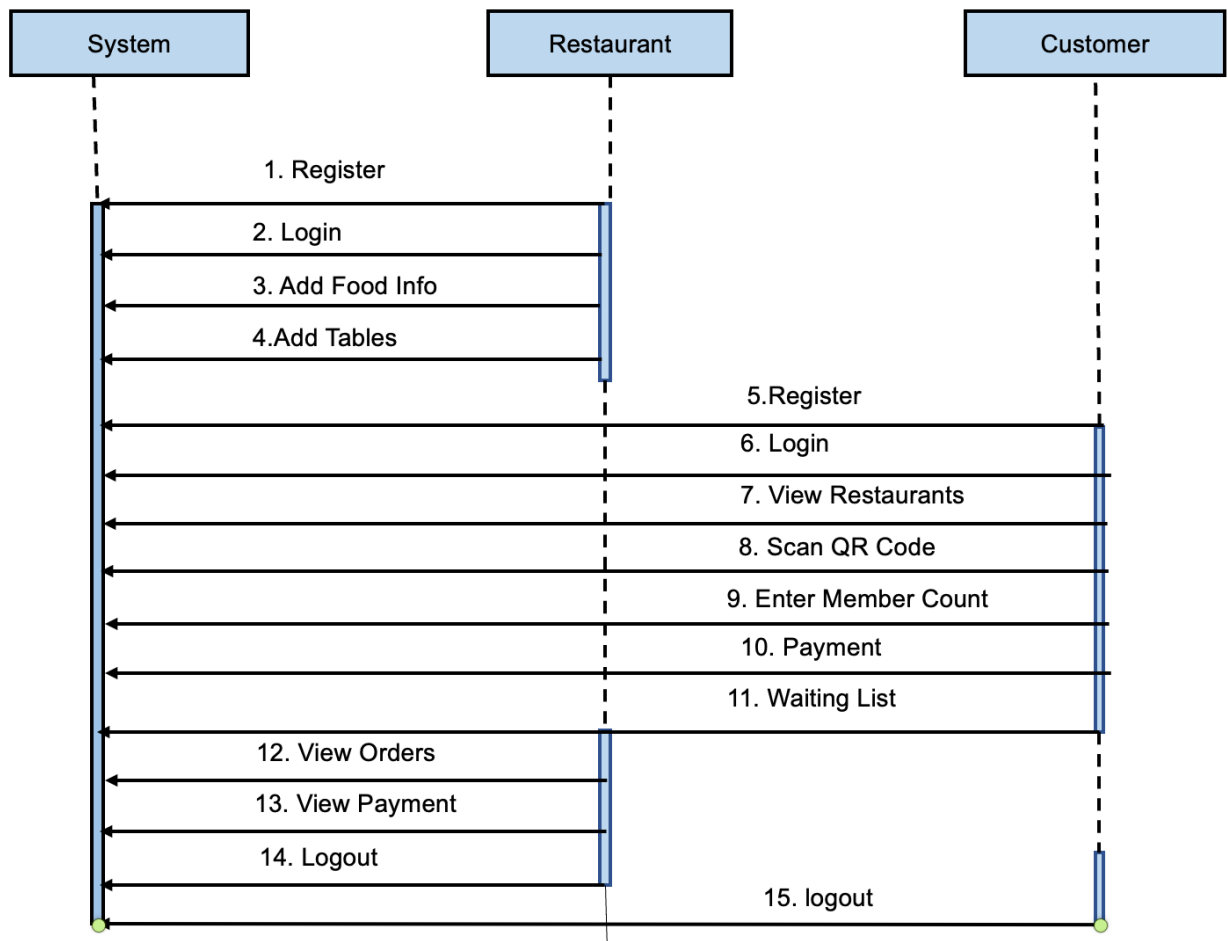 System
Restaurant
Customer
1. Register
2. Login
3. Add Food Info
4.Add Tables
5.Register
6. Login
7. View Restaurants
8. Scan QR Code
9. Enter Member Count
10. Payment
11. Waiting List
12. View Orders
13. View Payment
14. Logout
15. logout